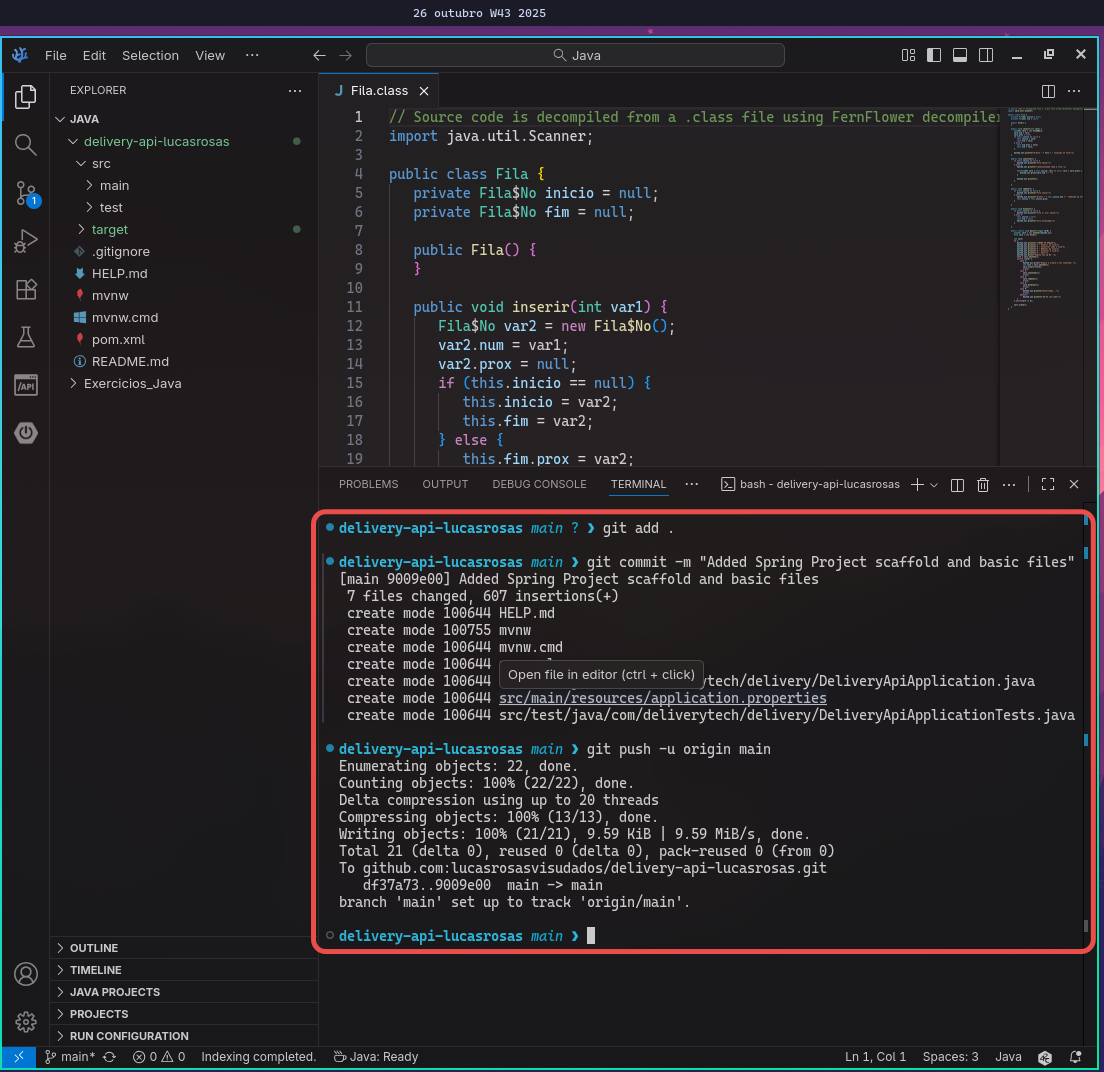 26 outubro W43 2025
File Edit Selection View ···
Java
EXPLORER ···
JAVA
delivery-api-lucasrosas
src
main
test
target
.gitignore
HELP.md
mvnw
mvnw.cmd
pom.xml
README.md
Exercicios_Java
OUTLINE
TIMELINE
JAVA PROJECTS
PROJECTS
RUN CONFIGURATION
J Fila.class
1 // Source code is decompiled from a .class file using FernFlower decompiler
2 import java.util.Scanner;
3
4 public class Fila {
5 private Fila$No inicio = null;
6 private Fila$No fim = null;
7
8 public Fila() {
9 }
10
11 public void inserir(int var1) {
12 Fila$No var2 = new Fila$No();
13 var2.num = var1;
14 var2.prox = null;
15 if (this.inicio == null) {
16 this.inicio = var2;
17 this.fim = var2;
18 } else {
19 this.fim.prox = var2;
PROBLEMS OUTPUT DEBUG CONSOLE TERMINAL ··· bash - delivery-api-lucasrosas
delivery-api-lucasrosas main ? ❯ git add .
delivery-api-lucasrosas main ❯ git commit -m "Added Spring Project scaffold and basic files"
[main 9009e00] Added Spring Project scaffold and basic files
7 files changed, 607 insertions(+)
create mode 100644 HELP.md
create mode 100755 mvnw
create mode 100644 mvnw.cmd
create mode 100644
Open file in editor (ctrl + click)
create mode 100644 ytech/delivery/DeliveryApiApplication.java
create mode 100644 src/main/resources/application.properties
create mode 100644 src/test/java/com/deliverytech/delivery/DeliveryApiApplicationTests.java
delivery-api-lucasrosas main ❯ git push -u origin main
Enumerating objects: 22, done.
Counting objects: 100% (22/22), done.
Delta compression using up to 20 threads
Compressing objects: 100% (13/13), done.
Writing objects: 100% (21/21), 9.59 KiB | 9.59 MiB/s, done.
Total 21 (delta 0), reused 0 (delta 0), pack-reused 0 (from 0)
To github.com:lucasrosasvisudados/delivery-api-lucasrosas.git
df37a73..9009e00 main -> main
branch 'main' set up to track 'origin/main'.
delivery-api-lucasrosas main ❯
main* 0 0 Indexing completed. Java: Ready Ln 1, Col 1 Spaces: 3 Java